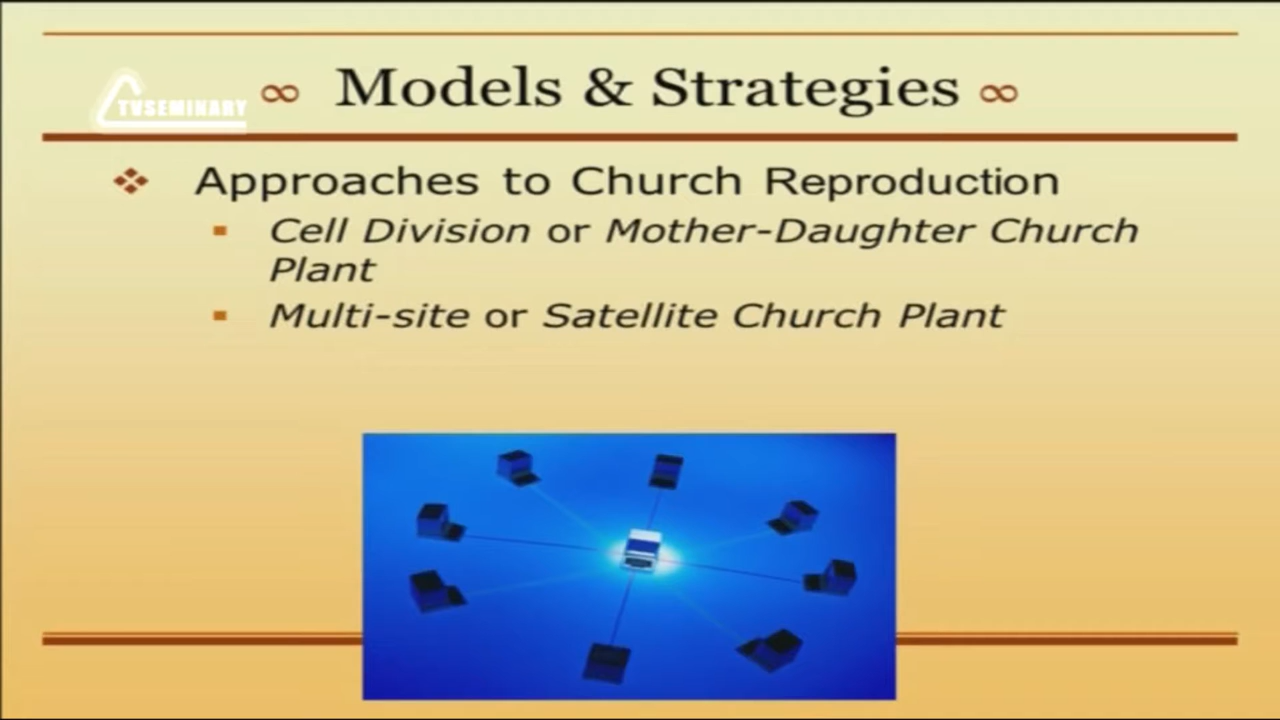 TVSEMINARY
∞ Models & Strategies ∞
Approaches to Church Reproduction
Cell Division or Mother-Daughter Church
Plant
Multi-site or Satellite Church Plant